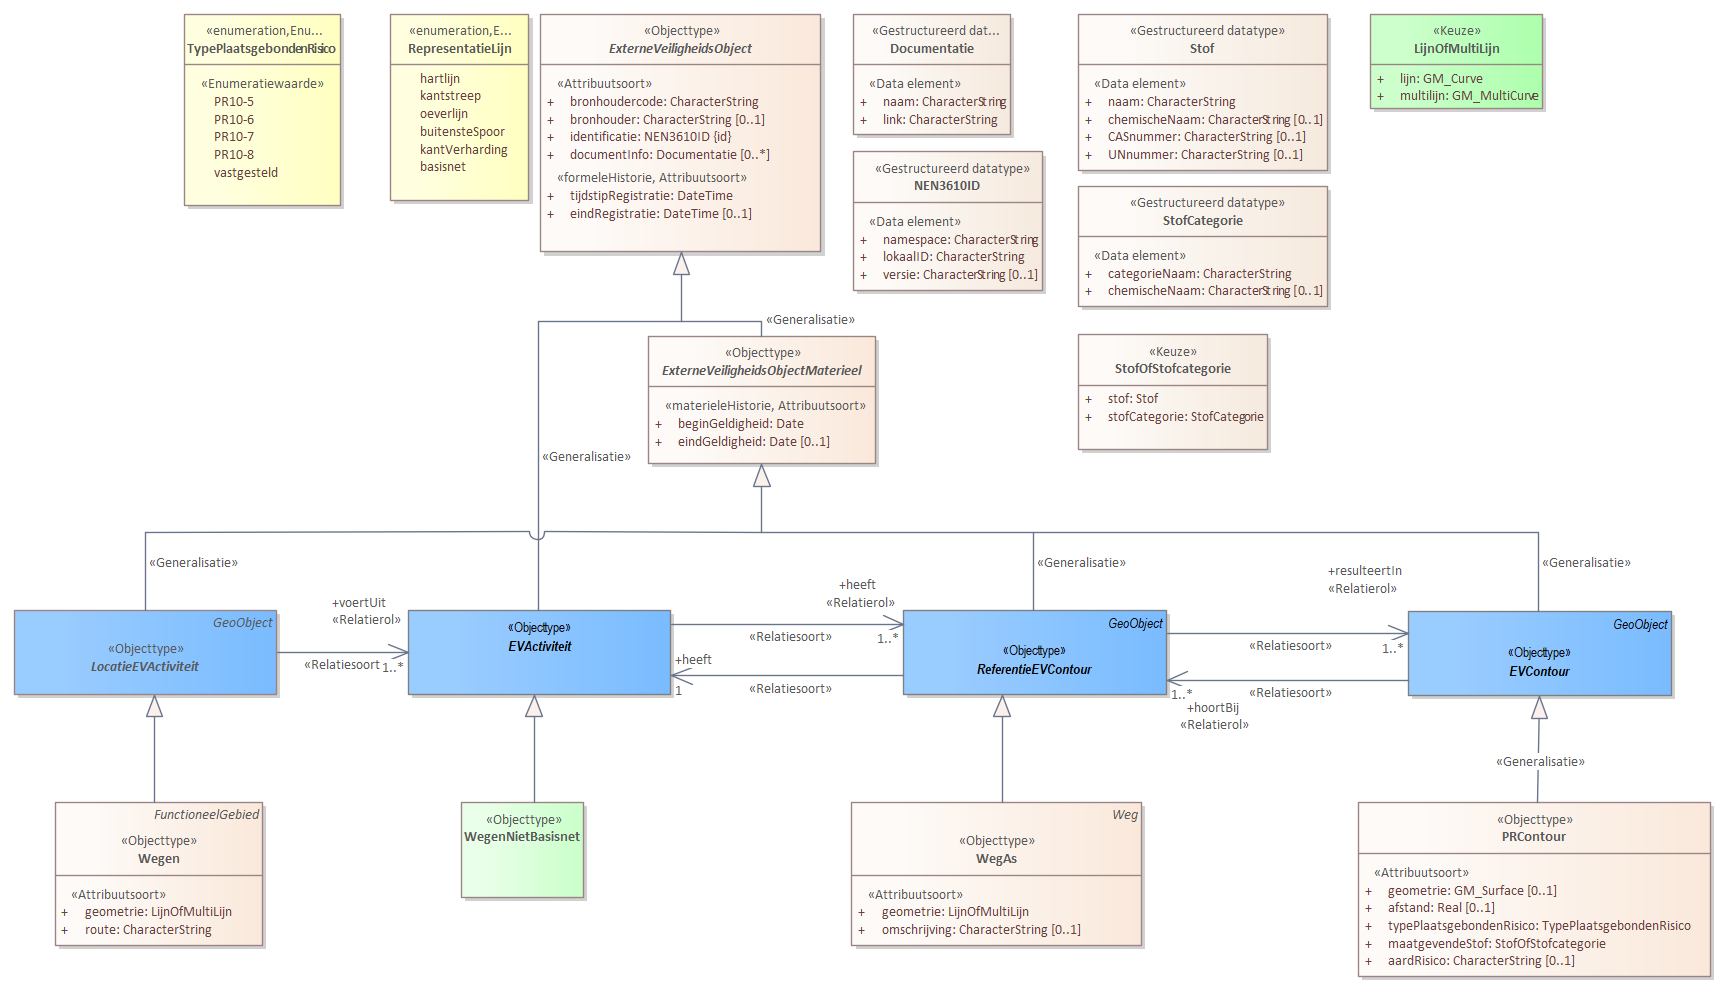 «enumeration,Enu...
TypePlaatsgebondenRisico
«Enumeratiewaarde»
PR10-5
PR10-6
PR10-7
PR10-8
vastgesteld
«enumeration,E...
RepresentatieLijn
hartlijn
kantstreep
oeverlijn
buitensteSpoor
kantVerharding
basisnet
«Objecttype»
ExterneVeiligheidsObject
«Attribuutsoort»
+ bronhoudercode: CharacterString
+ bronhouder: CharacterString [0..1]
+ identificatie: NEN3610ID {id}
+ documentInfo: Documentatie [0..*]
«formeleHistorie, Attribuutsoort»
+ tijdstipRegistratie: DateTime
+ eindRegistratie: DateTime [0..1]
«Gestructureerd dat...
Documentatie
«Data element»
+ naam: CharacterString
+ link: CharacterString
«Gestructureerd datatype»
NEN3610ID
«Data element»
+ namespace: CharacterString
+ lokaalID: CharacterString
+ versie: CharacterString [0..1]
«Gestructureerd datatype»
Stof
«Data element»
+ naam: CharacterString
+ chemischeNaam: CharacterString [0..1]
+ CASnummer: CharacterString [0..1]
+ UNnummer: CharacterString [0..1]
«Gestructureerd datatype»
StofCategorie
«Data element»
+ categorieNaam: CharacterString
+ chemischeNaam: CharacterString [0..1]
«Keuze»
StofOfStofcategorie
+ stof: Stof
+ stofCategorie: StofCategorie
«Keuze»
LijnOfMultiLijn
+ lijn: GM_Curve
+ multilijn: GM_MultiCurve
«Generalisatie»
«Objecttype»
ExterneVeiligheidsObjectMaterieel
«materieleHistorie, Attribuutsoort»
+ beginGeldigheid: Date
+ eindGeldigheid: Date [0..1]
«Generalisatie»
«Generalisatie»
«Generalisatie»
«Generalisatie»
GeoObject
«Objecttype»
LocatieEVActiviteit
+voertUit
«Relatierol»
«Relatiesoort
1..*
«Objecttype»
EVActiviteit
+heeft
«Relatierol»
«Relatiesoort»
1..*
+heeft
1
«Relatiesoort»
GeoObject
«Objecttype»
ReferentieEVContour
+resulteertIn
«Relatierol»
«Relatiesoort»
1..*
1..*
«Relatiesoort»
+hoortBij
«Relatierol»
GeoObject
«Objecttype»
EVContour
«Generalisatie»
FunctioneelGebied
«Objecttype»
Wegen
«Attribuutsoort»
+ geometrie: LijnOfMultiLijn
+ route: CharacterString
«Objecttype»
WegenNietBasisnet
Weg
«Objecttype»
WegAs
«Attribuutsoort»
+ geometrie: LijnOfMultiLijn
+ omschrijving: CharacterString [0..1]
«Objecttype»
PRContour
«Attribuutsoort»
+ geometrie: GM_Surface [0..1]
+ afstand: Real [0..1]
+ typePlaatsgebondenRisico: TypePlaatsgebondenRisico
+ maatgevendeStof: StofOfStofcategorie
+ aardRisico: CharacterString [0..1]